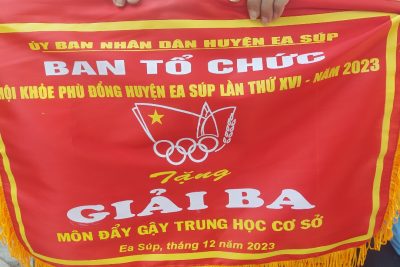 ỦY BAN NHÂN DÂN HUYỆN EA SÚP
BAN TỔ CHỨC
HỘI KHỎE PHÙ ĐỔNG HUYỆN EA SÚP LẦN THỨ XVI - NĂM 2023
Tặng
GIẢI BA
MÔN ĐẨY GẬY TRUNG HỌC CƠ SỞ
Ea Súp, tháng 12 năm 2023